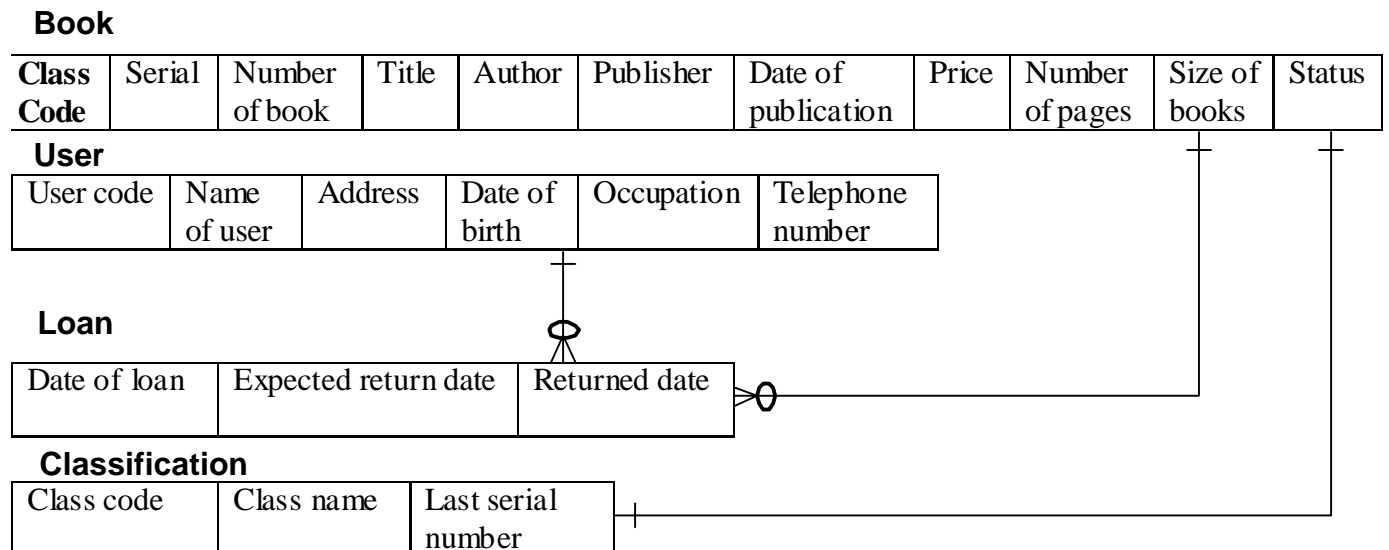 Book
Class Serial Number Title Author Publisher Date of Price Number Size of Status
Code of book publication of pages books
User
User code Name Address Date of Occupation Telephone
of user birth number
Loan
Date of loan Expected return date Returned date
Classification
Class code Class name Last serial
number